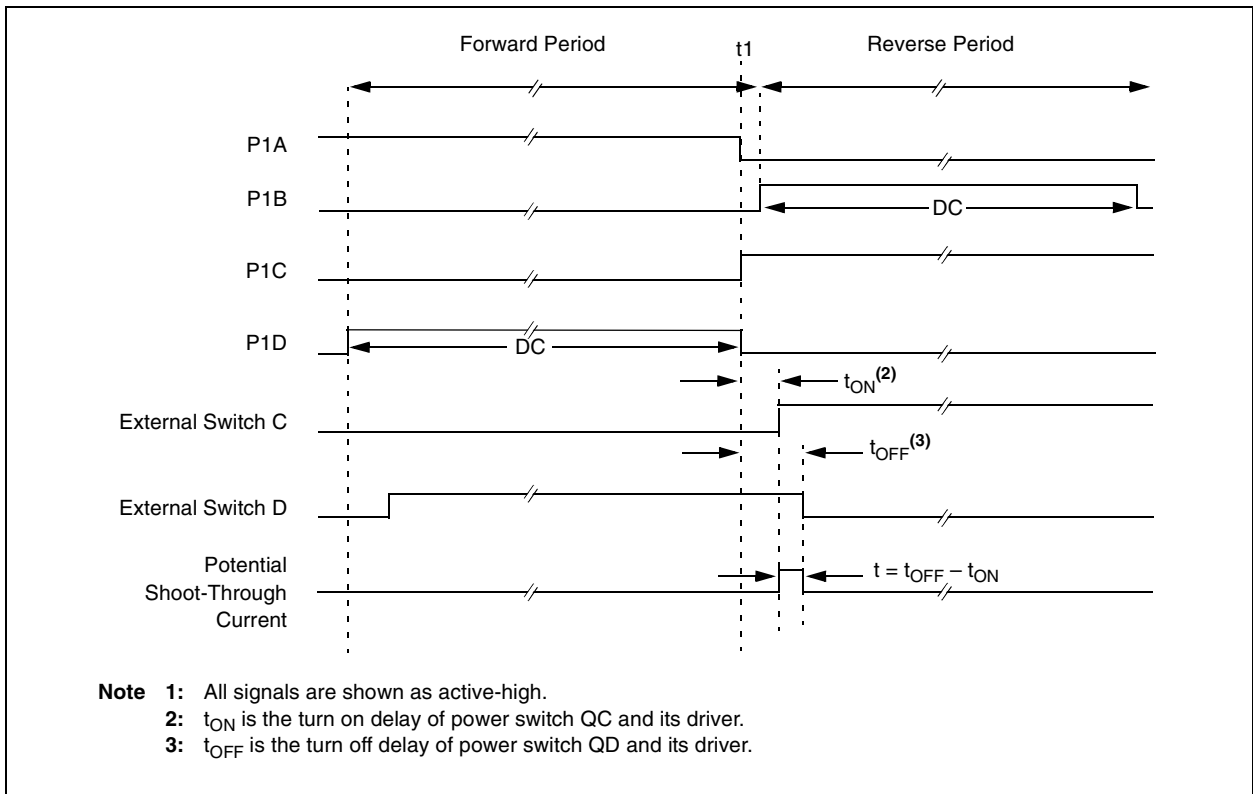 Forward Period
t1
Reverse Period
P1A
P1B
DC
P1C
P1D
DC
tON(2)
External Switch C
tOFF(3)
External Switch D
Potential
Shoot-Through
Current
t = tOFF – tON
Note 1: All signals are shown as active-high.
2: tON is the turn on delay of power switch QC and its driver.
3: tOFF is the turn off delay of power switch QD and its driver.